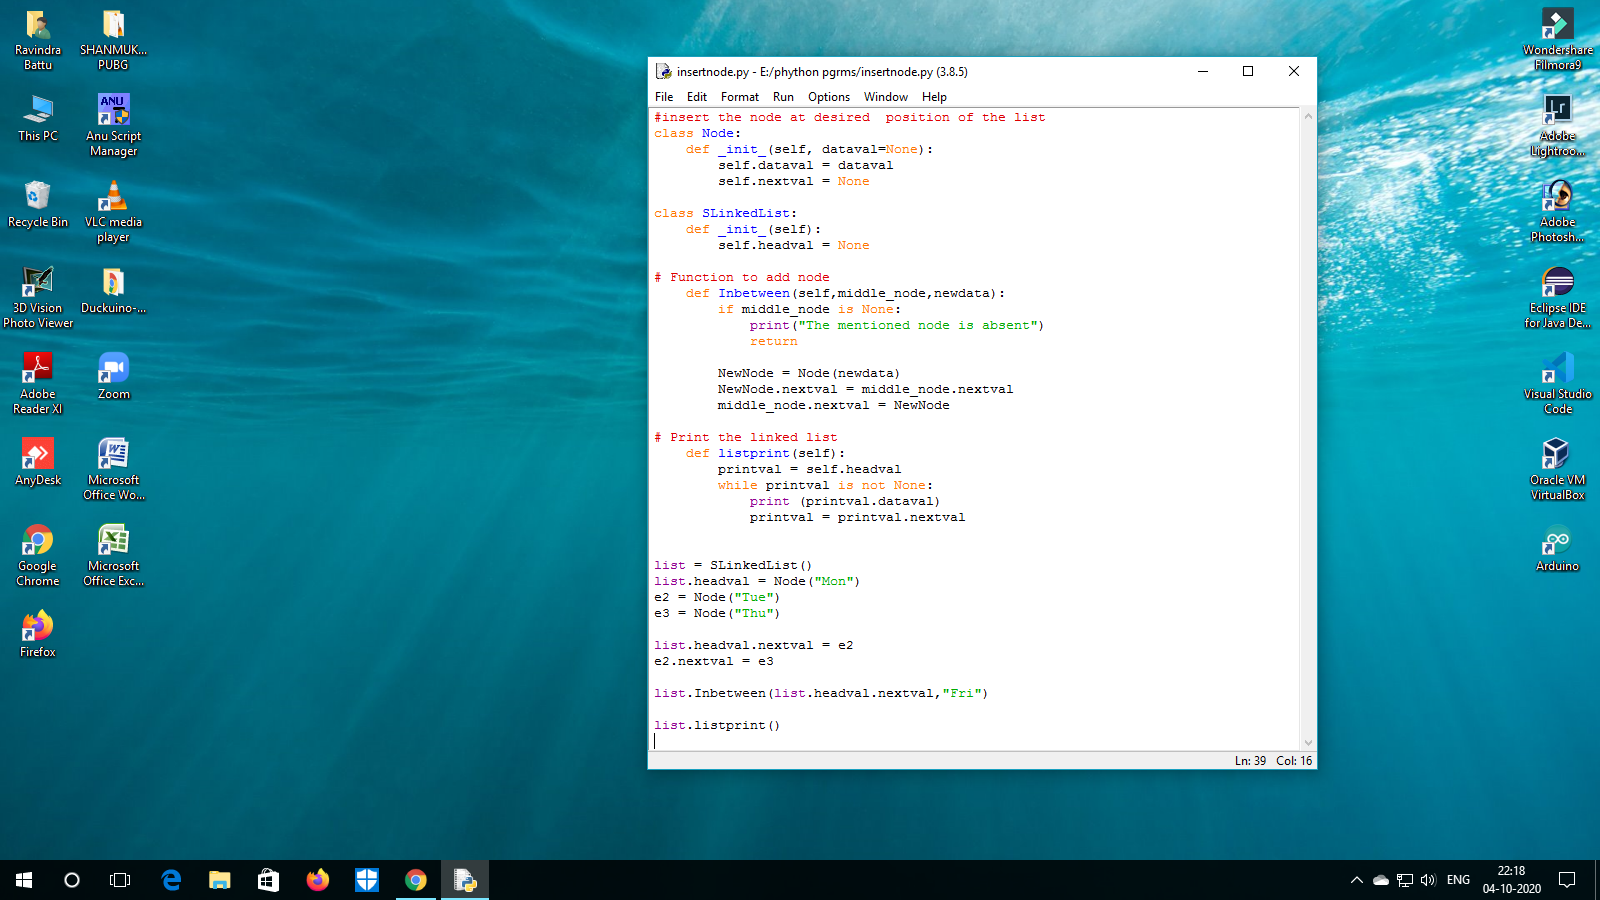 Ravindra
Battu
SHANMUK...
PUBG
This PC
ANU
Anu Script
Manager
Recycle Bin
VLC media
player
3D Vision
Photo Viewer
Duckuino-...
Adobe
Reader XI
Zoom
AnyDesk
Microsoft
Office Wo...
Google
Chrome
Microsoft
Office Exc...
Firefox
insertnode.py - E:/phython pgrms/insertnode.py (3.8.5)
File Edit Format Run Options Window Help
#insert the node at desired  position of the list
class Node:
    def _init_(self, dataval=None):
        self.dataval = dataval
        self.nextval = None
class SLinkedList:
    def _init_(self):
        self.headval = None
# Function to add node
    def Inbetween(self,middle_node,newdata):
        if middle_node is None:
            print("The mentioned node is absent")
            return
        NewNode = Node(newdata)
        NewNode.nextval = middle_node.nextval
        middle_node.nextval = NewNode
# Print the linked list
    def listprint(self):
        printval = self.headval
        while printval is not None:
            print (printval.dataval)
            printval = printval.nextval
list = SLinkedList()
list.headval = Node("Mon")
e2 = Node("Tue")
e3 = Node("Thu")
list.headval.nextval = e2
e2.nextval = e3
list.Inbetween(list.headval.nextval,"Fri")
list.listprint()
Ln: 39 Col: 16
Wondershare
Filmora9
Lr
Adobe
Lightroo...
Adobe
Photosh...
Eclipse IDE
for Java De...
Visual Studio
Code
Oracle VM
VirtualBox
Arduino
ENG
22:18
04-10-2020